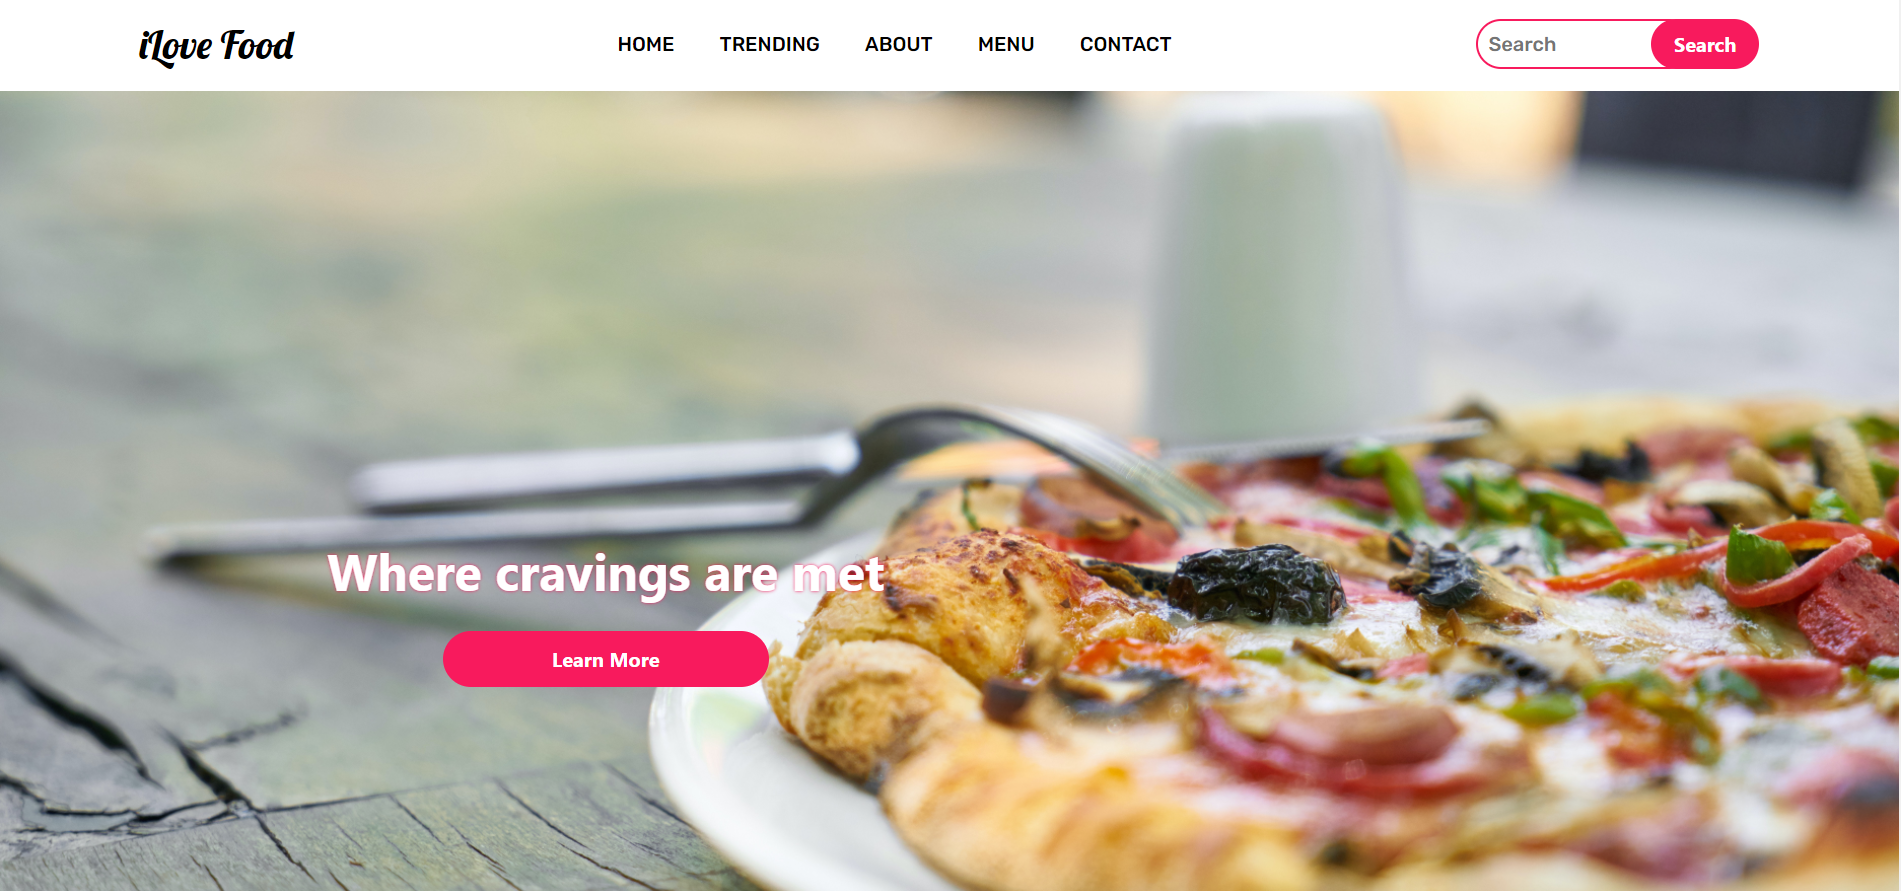 iLove Food
HOME TRENDING ABOUT MENU CONTACT
Search Search
Where cravings are met
Learn More